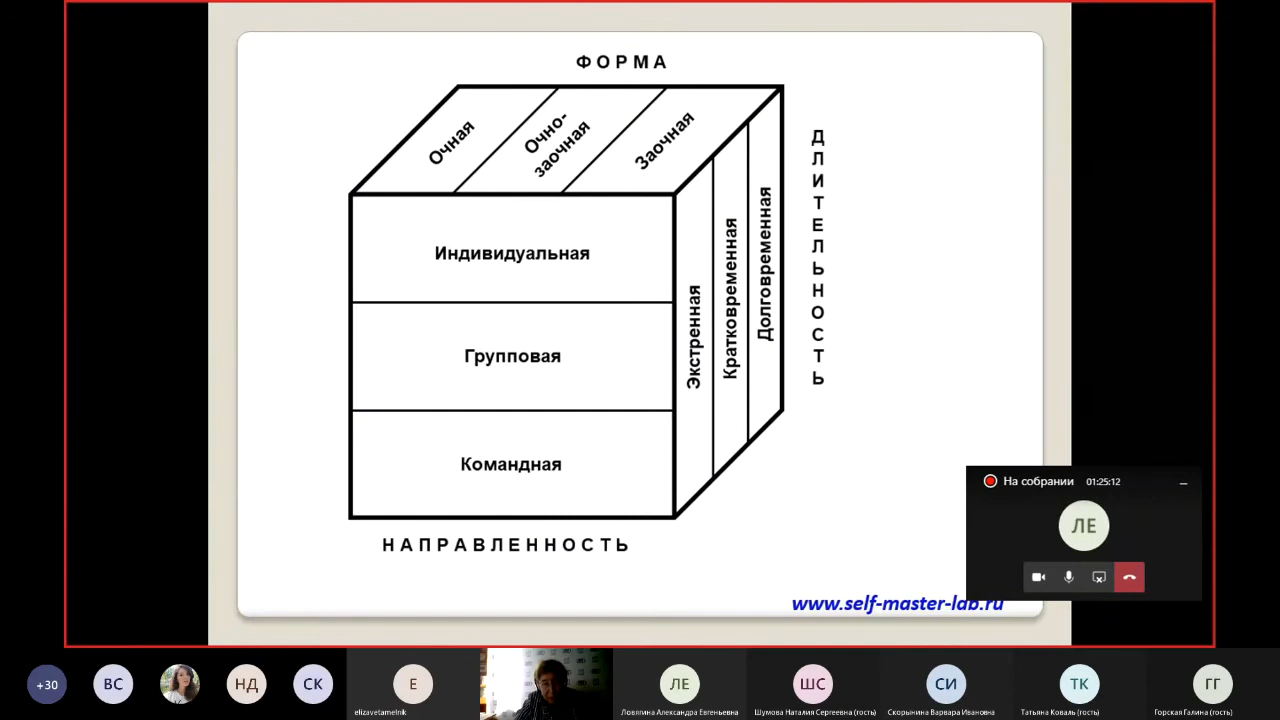 ФОРМА
Очная
Очно-
заочная
Заочная
ДЛИТЕЛЬНОСТЬ
Индивидуальная
Групповая
Командная
Экстренная
Кратковременная
Долговременная
НАПРАВЛЕННОСТЬ
www.self-master-lab.ru
На собрании 01:25:12
ЛЕ
+30
ВС
НД
СК
Е
elizavetamelnik
ЛЕ
Ловягина Александра Евгеньевна
ШС
Шумова Наталия Сергеевна (гость)
СИ
Скорынина Варвара Ивановна
ТК
Татьяна Коваль (гость)
ГГ
Горская Галина (гость)